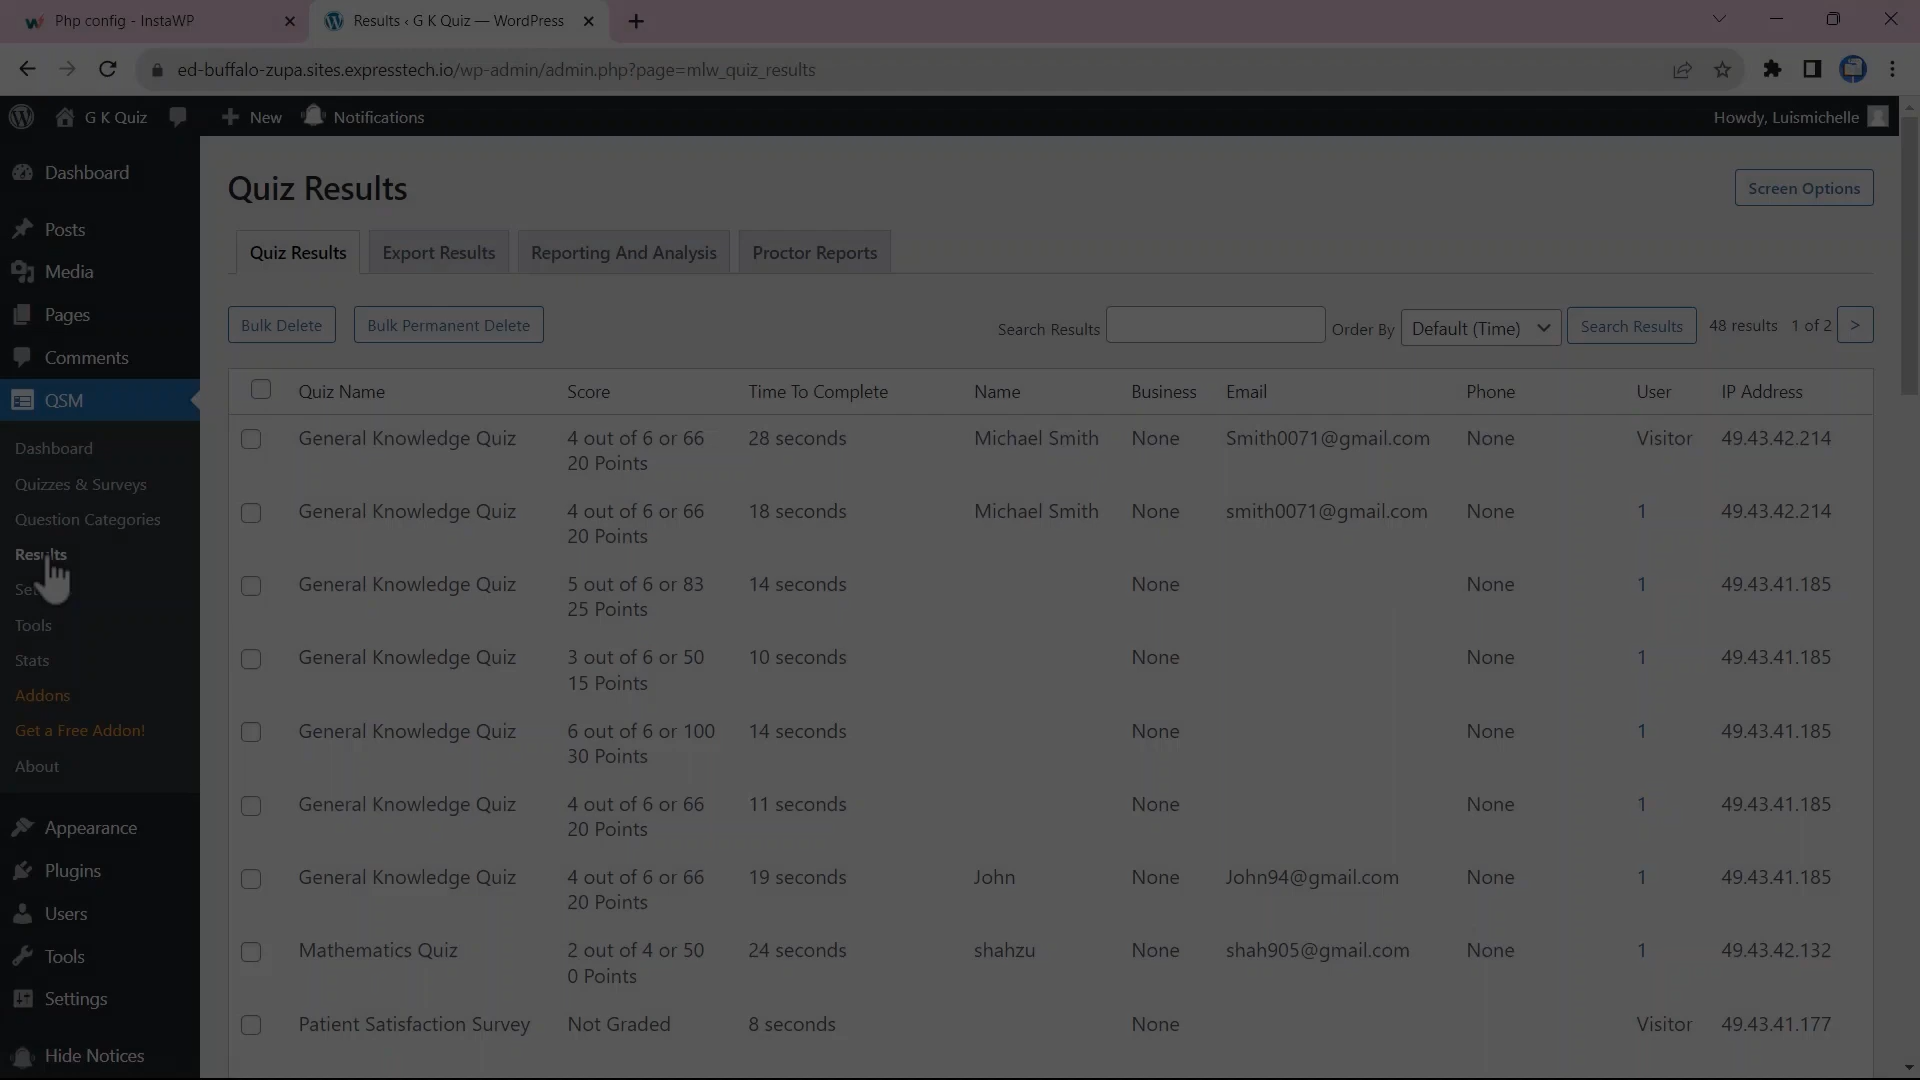 Php config - InstaWP
Results ‹ G K Quiz — WordPress
ed-buffalo-zupa.sites.expresstech.io/wp-admin/admin.php?page=mlw_quiz_results
G K Quiz
New
Notifications
Howdy, Luismichelle
Dashboard
Posts
Media
Pages
Comments
QSM
Dashboard
Quizzes & Surveys
Question Categories
Results
Tools
Stats
Addons
Get a Free Addon!
About
Appearance
Plugins
Users
Tools
Settings
Hide Notices
Quiz Results
Screen Options
Quiz Results
Export Results
Reporting And Analysis
Proctor Reports
Bulk Delete
Bulk Permanent Delete
Search Results
Order By
Default (Time)
Search Results
48 results 1 of 2 >
Quiz Name Score Time To Complete Name Business Email Phone User IP Address
General Knowledge Quiz 4 out of 6 or 66 28 seconds Michael Smith None Smith0071@gmail.com None Visitor 49.43.42.214
20 Points
General Knowledge Quiz 4 out of 6 or 66 18 seconds Michael Smith None smith0071@gmail.com None 1 49.43.42.214
20 Points
General Knowledge Quiz 5 out of 6 or 83 14 seconds None None 1 49.43.41.185
25 Points
General Knowledge Quiz 3 out of 6 or 50 10 seconds None None 1 49.43.41.185
15 Points
General Knowledge Quiz 6 out of 6 or 100 14 seconds None None 1 49.43.41.185
30 Points
General Knowledge Quiz 4 out of 6 or 66 11 seconds None None 1 49.43.41.185
20 Points
General Knowledge Quiz 4 out of 6 or 66 19 seconds John None John94@gmail.com None 1 49.43.41.185
20 Points
Mathematics Quiz 2 out of 4 or 50 24 seconds shahzu None shah905@gmail.com None 1 49.43.42.132
0 Points
Patient Satisfaction Survey Not Graded 8 seconds None Visitor 49.43.41.177